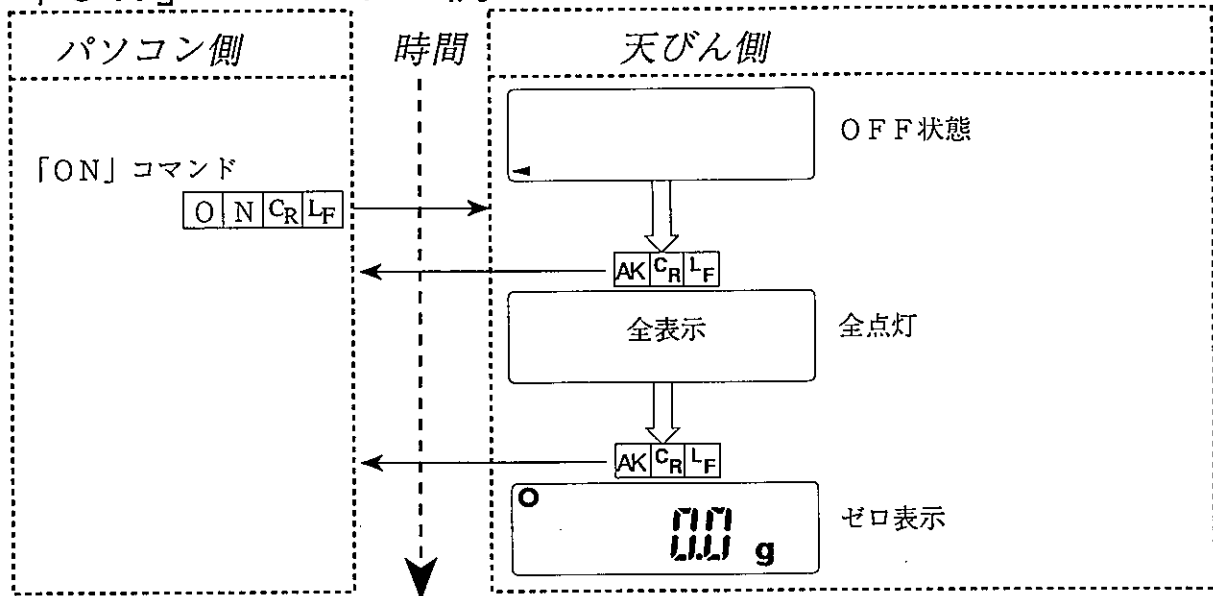 パソコン側
時間
天びん側
OFF状態
「ON」コマンド
O N CR LF
AK CR LF
全表示
全点灯
AK CR LF
0.0 g
ゼロ表示